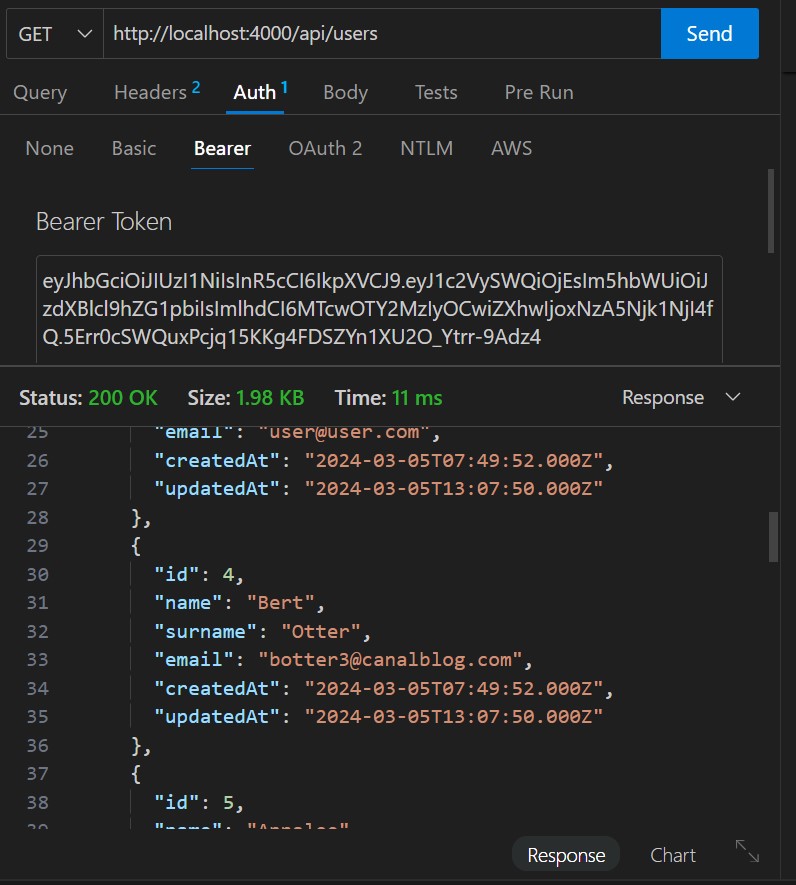 GET http://localhost:4000/api/users Send
Query Headers 2 Auth 1 Body Tests Pre Run
None Basic Bearer OAuth 2 NTLM AWS
Bearer Token
eyJhbGciOiJIUzI1NiIsInR5cCI6IkpXVCJ9.eyJ1c2VySWQiOjEsIm5hbWUiOiJ
zdXBlcl9hZG1pbiIsImlhdCI6MTcwOTY2MzIyOCwiZXhwIjoxNzA5Njk1NjI4f
Q.5Err0cSWQuxPcjq15KKg4FDSZYn1XU2O_Ytrr-9Adz4
Status: 200 OK Size: 1.98 KB Time: 11 ms Response
25 "email": "user@user.com",
26 "createdAt": "2024-03-05T07:49:52.000Z",
27 "updatedAt": "2024-03-05T13:07:50.000Z"
28 },
29 {
30 "id": 4,
31 "name": "Bert",
32 "surname": "Otter",
33 "email": "botter3@canalblog.com",
34 "createdAt": "2024-03-05T07:49:52.000Z",
35 "updatedAt": "2024-03-05T13:07:50.000Z"
36 },
37 {
38 "id": 5,
39 "name":
Response Chart